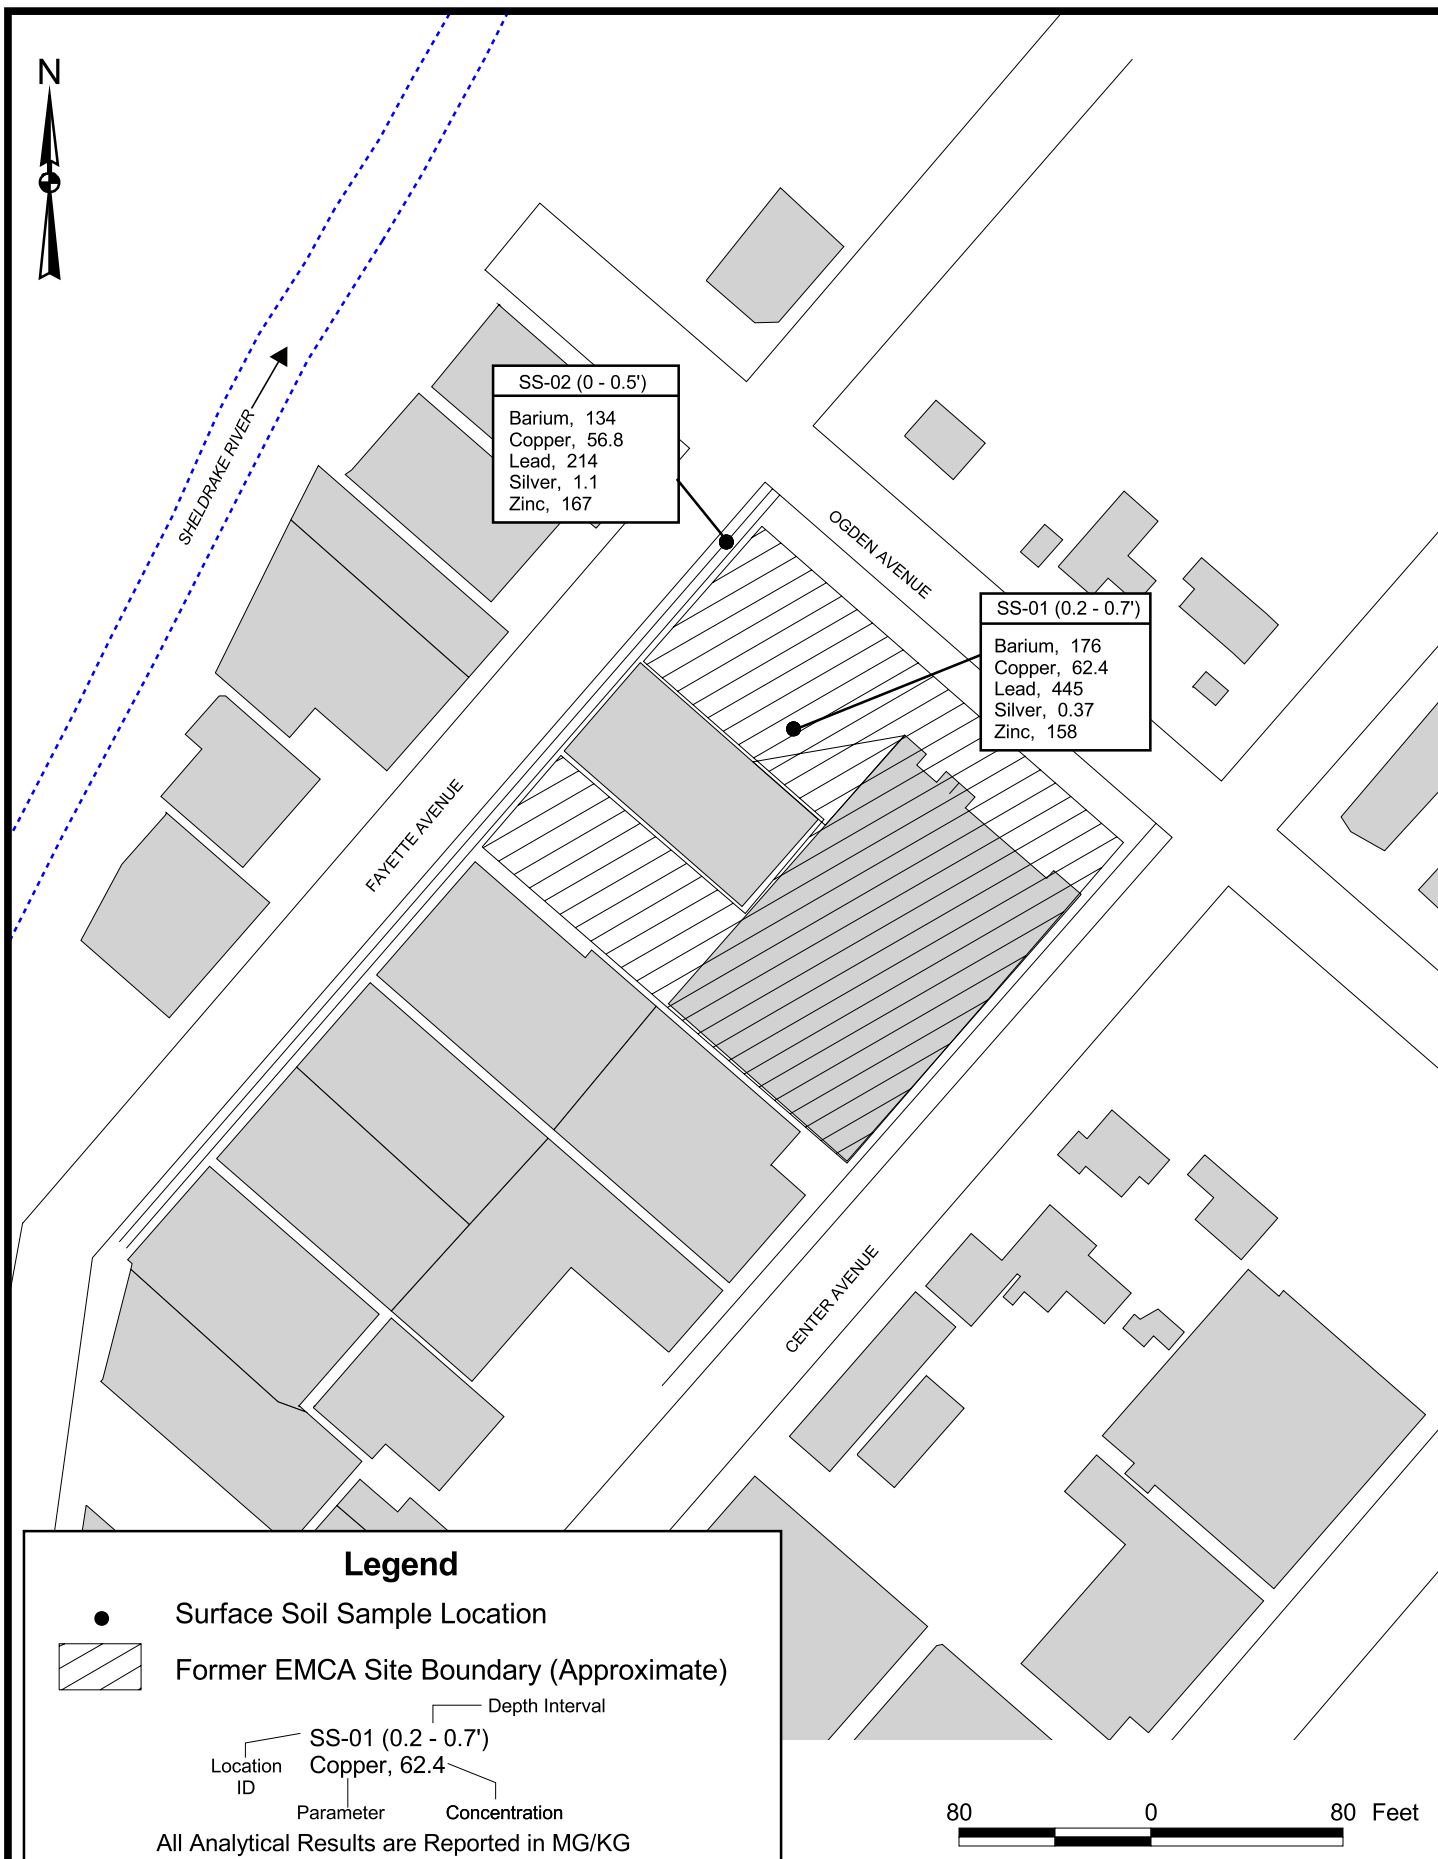 N
SHELDRAKE RIVER
SS-02 (0 - 0.5')
Barium, 134
Copper, 56.8
Lead, 214
Silver, 1.1
Zinc, 167
OGDEN AVENUE
SS-01 (0.2 - 0.7')
Barium, 176
Copper, 62.4
Lead, 445
Silver, 0.37
Zinc, 158
FAYETTE AVENUE
CENTER AVENUE
Legend
Surface Soil Sample Location
Former EMCA Site Boundary (Approximate)
Depth Interval
SS-01 (0.2 - 0.7')
Location
ID
Copper, 62.4
Parameter
Concentration
All Analytical Results are Reported in MG/KG
80 0 80 Feet